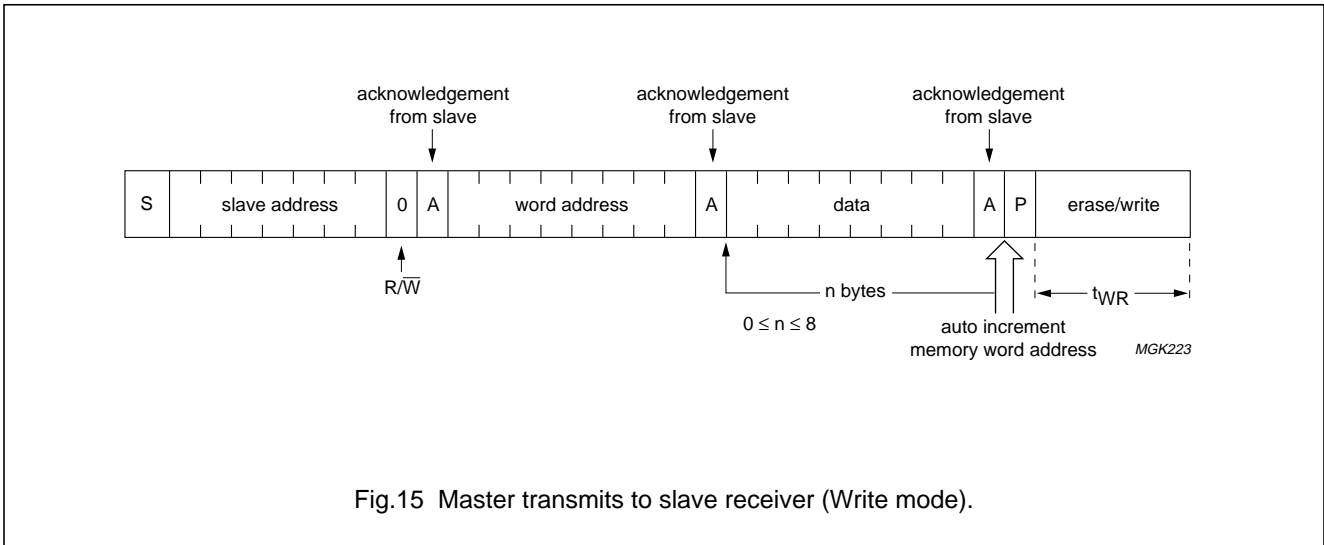 acknowledgement
from slave
acknowledgement
from slave
acknowledgement
from slave
S slave address 0 A word address A data A P erase/write
R/W̅
n bytes
tWR
0 ≤ n ≤ 8
auto increment
memory word address
MGK223
Fig.15 Master transmits to slave receiver (Write mode).